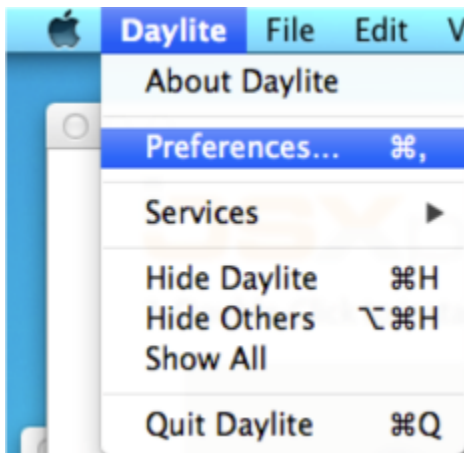 Daylite File Edit V
About Daylite
Preferences... ⌘,
Services ▶
Hide Daylite ⌘H
Hide Others ⌥⌘H
Show All
Quit Daylite ⌘Q